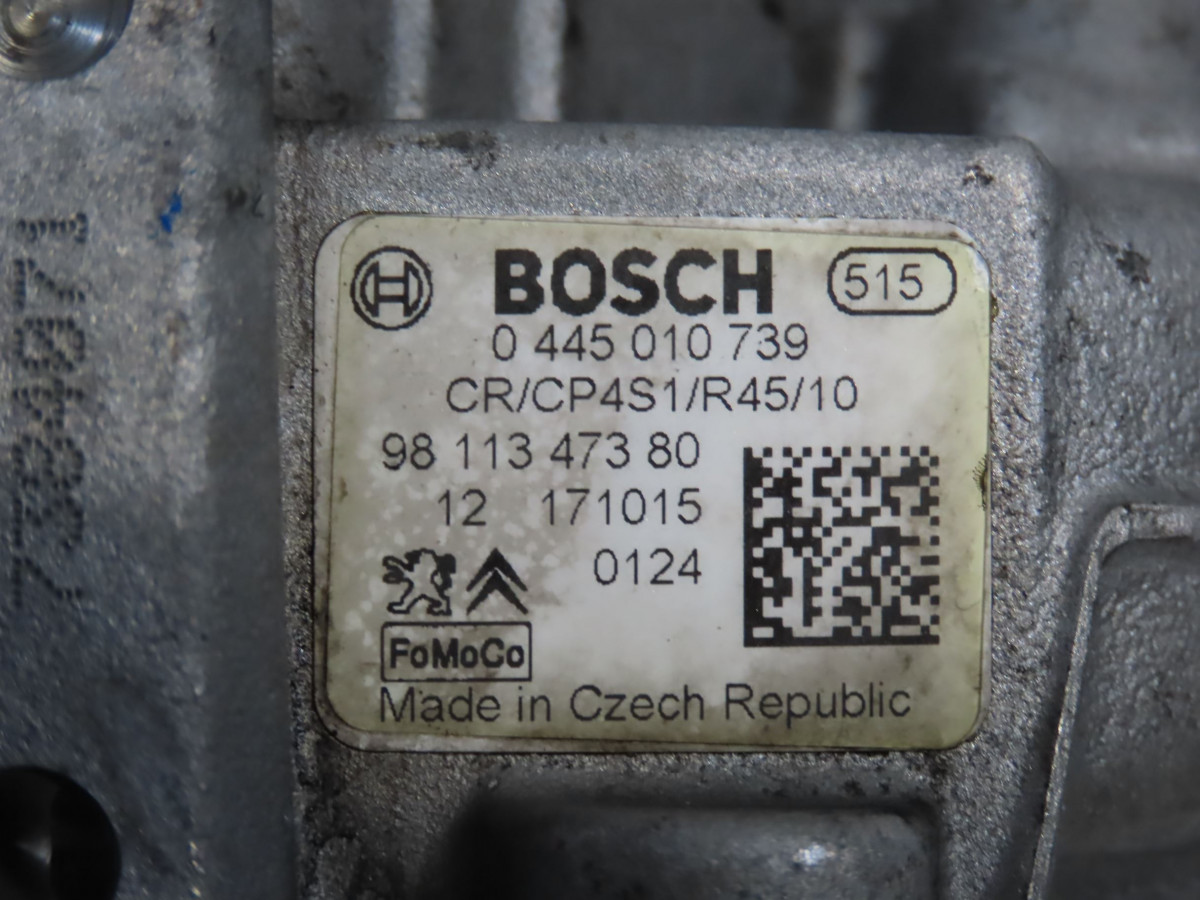 BOSCH 515
0 445 010 739
CR/CP4S1/R45/10
98 113 473 80
12 171015
0124
FoMoCo
Made in Czech Republic